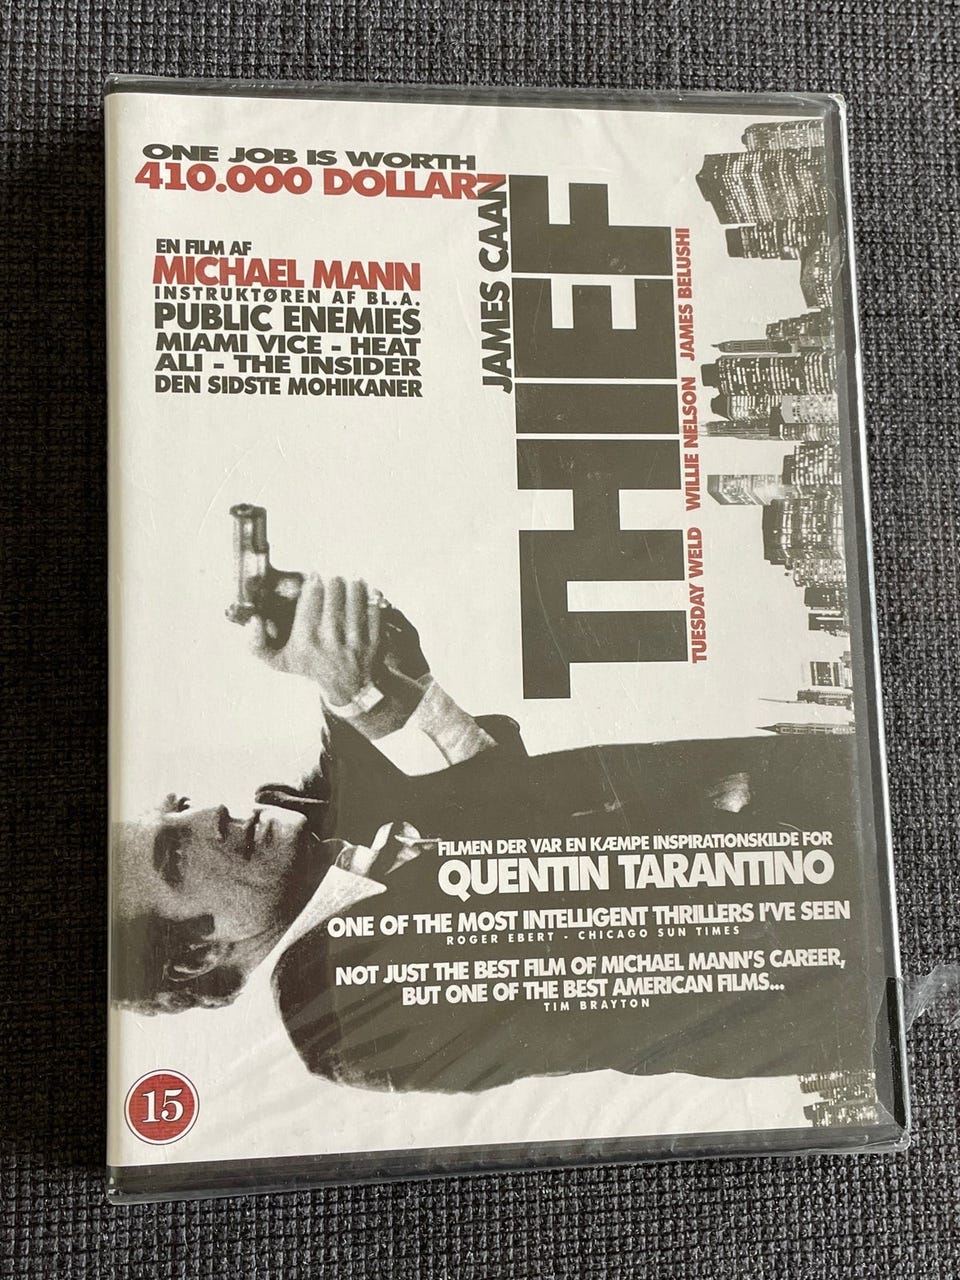 ONE JOB IS WORTH
410.000 DOLLARZ
EN FILM AF
MICHAEL MANN
INSTRUKTØREN AF BL.A.
PUBLIC ENEMIES
MIAMI VICE - HEAT
ALI - THE INSIDER
DEN SIDSTE MOHIKANER
JAMES CAAN
THIEF
TUESDAY WELD WILLIE NELSON JAMES BELUSHI
FILMEN DER VAR EN KÆMPE INSPIRATIONSKILDE FOR
QUENTIN TARANTINO
ONE OF THE MOST INTELLIGENT THRILLERS I'VE SEEN
ROGER EBERT - CHICAGO SUN TIMES
NOT JUST THE BEST FILM OF MICHAEL MANN'S CAREER,
BUT ONE OF THE BEST AMERICAN FILMS...
TIM BRAYTON
15